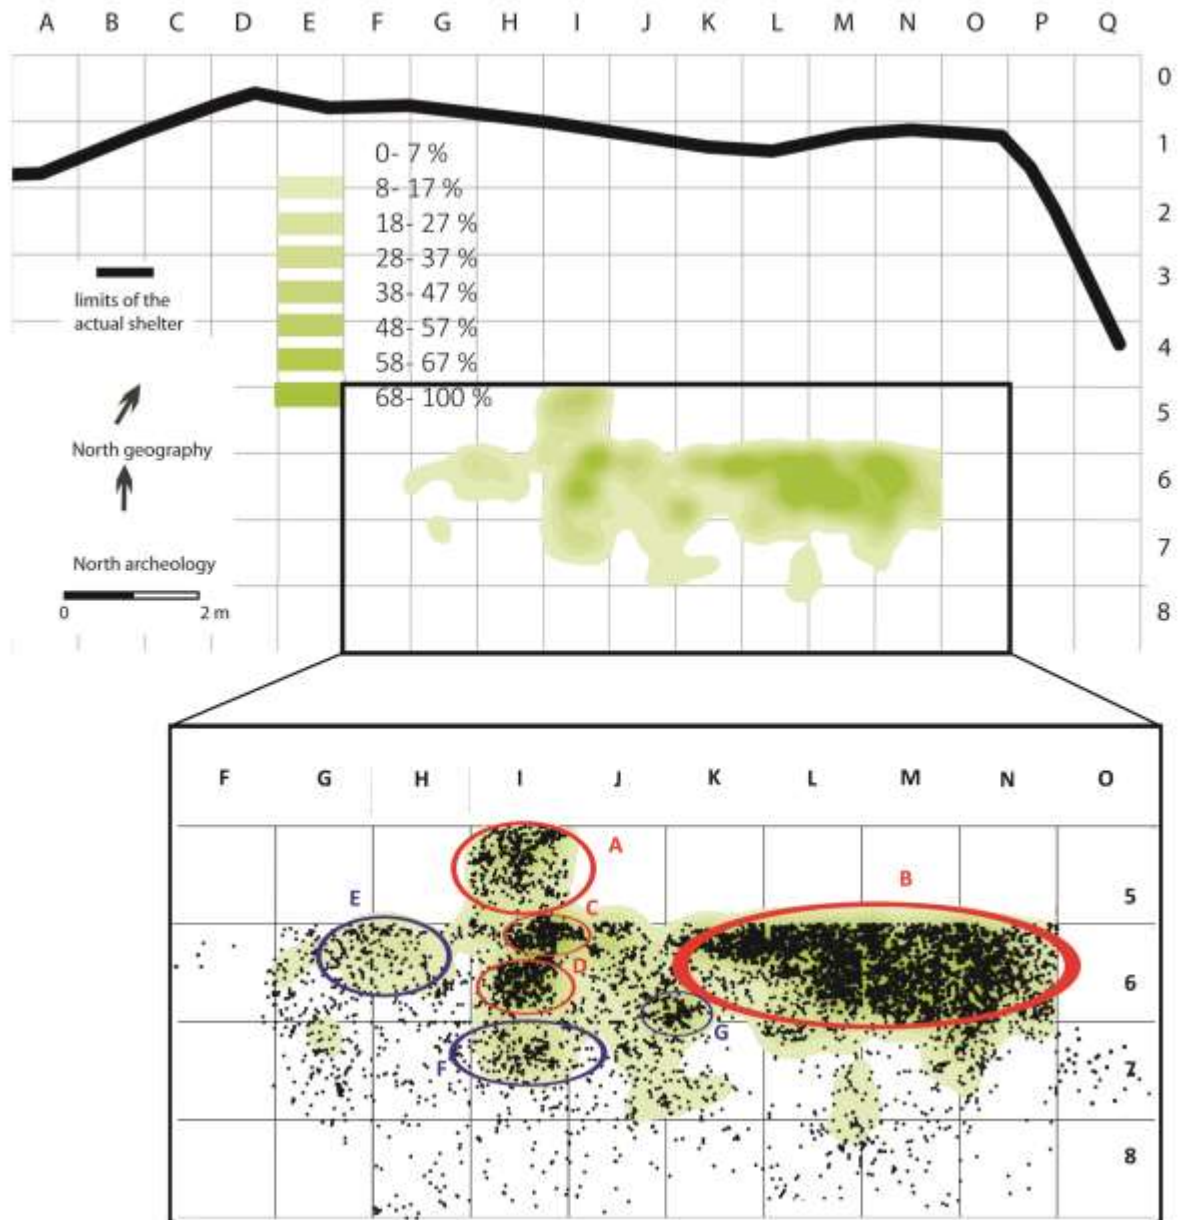 A B C D E F G H I J K L M N O P Q
0
1
0- 7 %
8- 17 %
2
18- 27 %
28- 37 %
3
38- 47 %
limits of the
actual shelter
48- 57 %
4
58- 67 %
68- 100 %
5
North geography
6
7
North archeology
0 2 m
8
F G H I J K L M N O
A
B
5
E
C
D
6
G
F
7
8